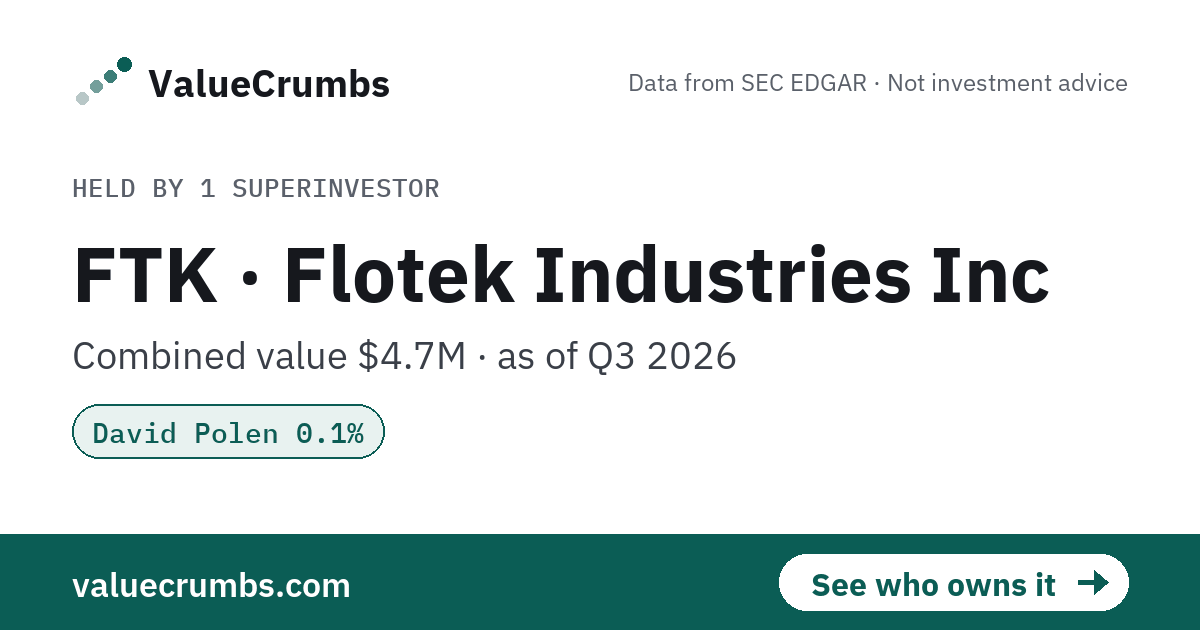 ValueCrumbs
Data from SEC EDGAR · Not investment advice
HELD BY 1 SUPERINVESTOR
FTK · Flotek Industries Inc
Combined value $4.7M · as of Q3 2026
David Polen 0.1%
valuecrumbs.com
See who owns it →